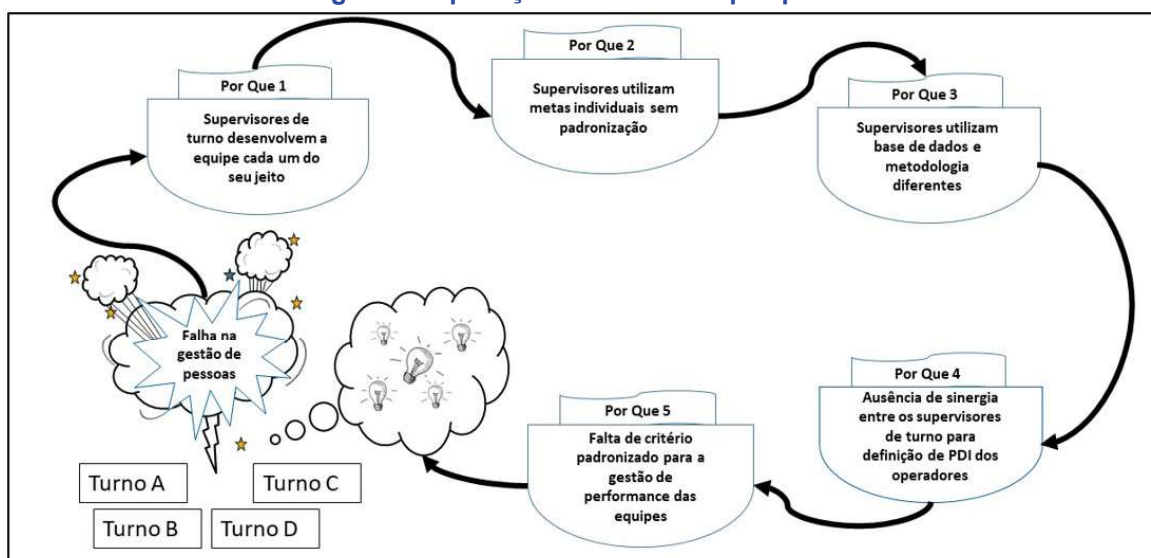 Por Que 1
Supervisores de
turno desenvolvem a
equipe cada um do
seu jeito
Por Que 2
Supervisores utilizam
metas individuais sem
padronização
Por Que 3
Supervisores utilizam
base de dados e
metodologia
diferentes
Por Que 4
Ausência de sinergia
entre os supervisores
de turno para
definição de PDI dos
operadores
Por Que 5
Falta de critério
padronizado para a
gestão de
performance das
equipes
Falha na
gestão de
pessoas
Turno A
Turno C
Turno B
Turno D